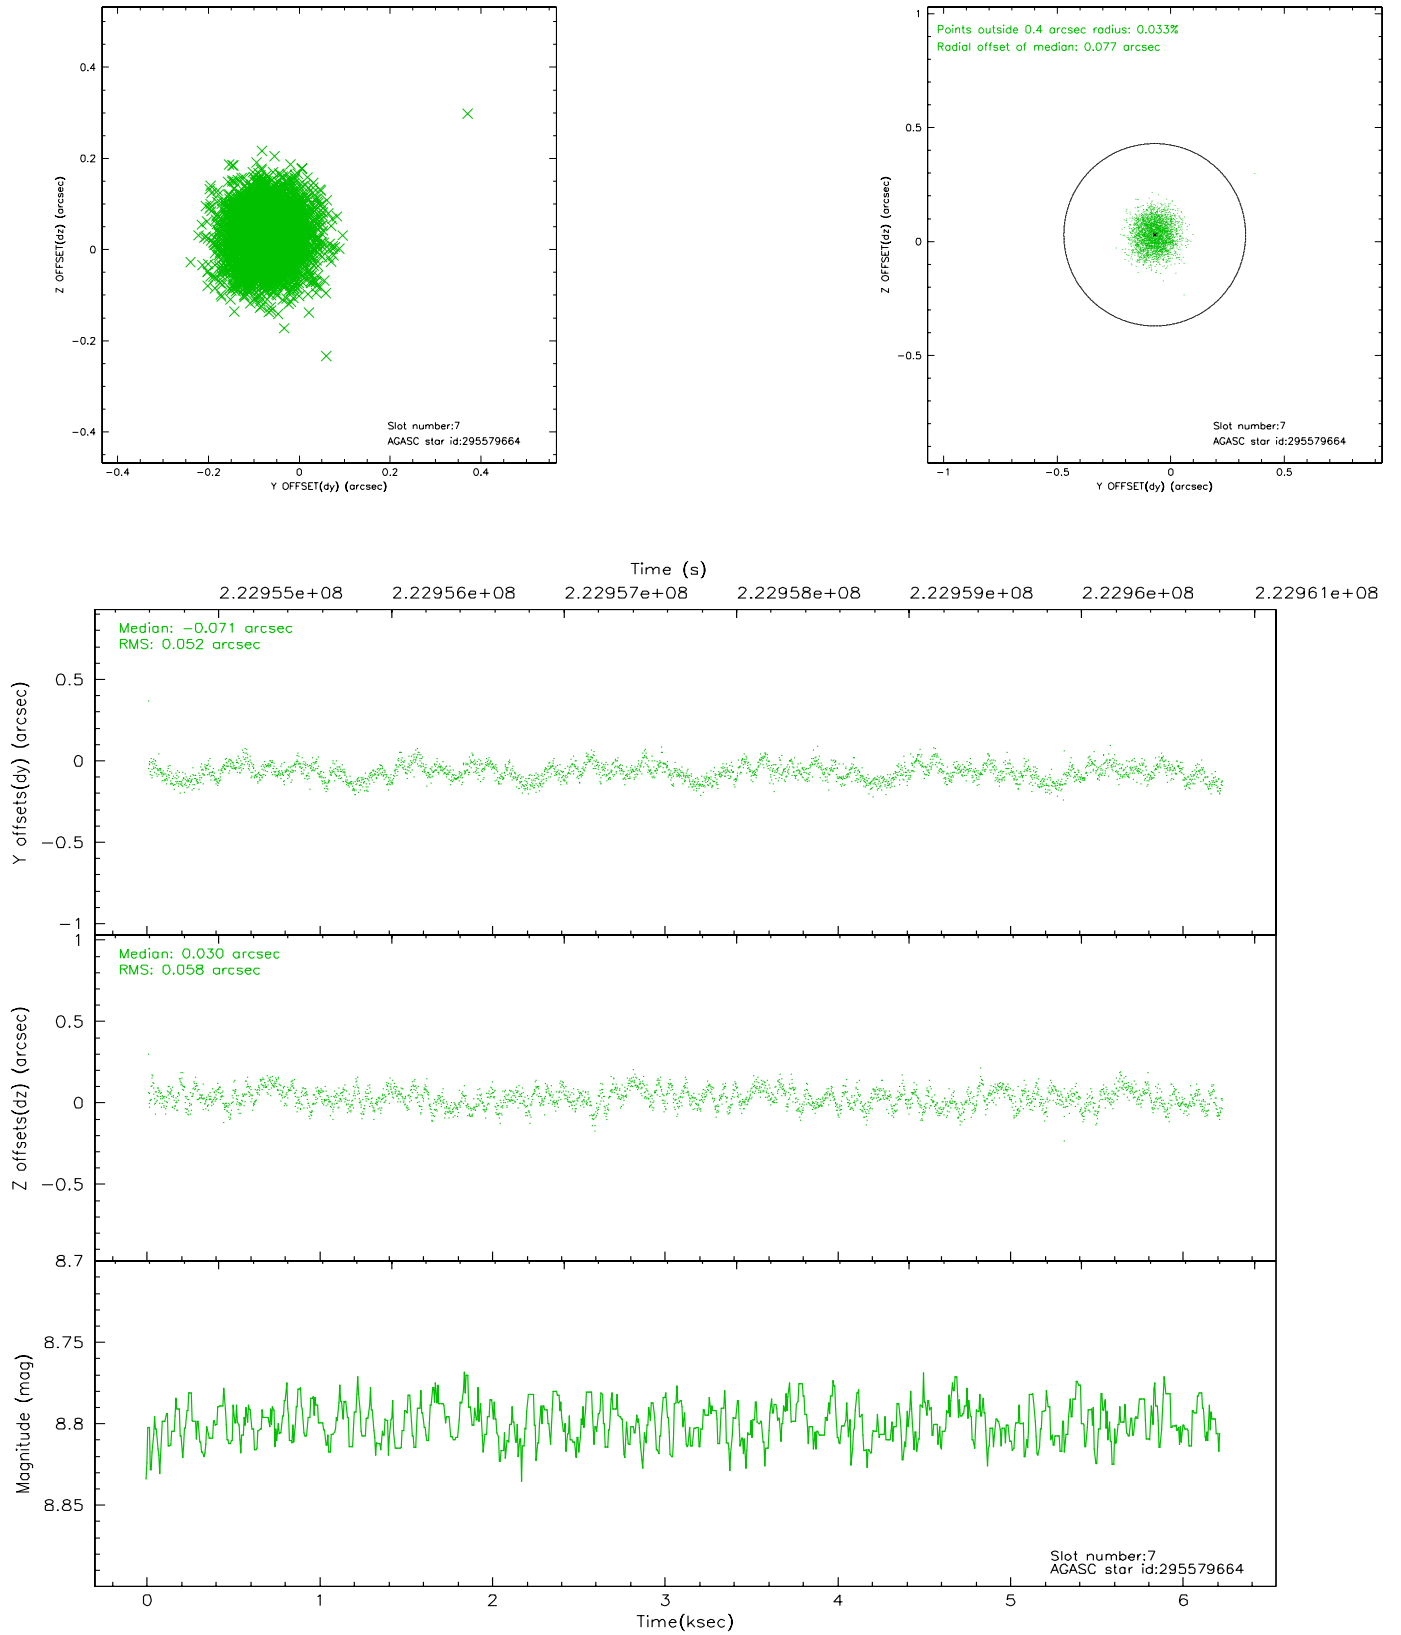 0.4
0.2
0
−0.2
−0.4
Z OFFSET(dz) (arcsec)
Slot number:7
AGASC star id:295579664
−0.4 −0.2 0 0.2 0.4
Y OFFSET(dy) (arcsec)
Points outside 0.4 arcsec radius: 0.033%
Radial offset of median: 0.077 arcsec
1
0.5
0
−0.5
Z OFFSET(dz) (arcsec)
Slot number:7
AGASC star id:295579664
−1 −0.5 0 0.5
Y OFFSET(dy) (arcsec)
Time (s)
2.22955e+08 2.22956e+08 2.22957e+08 2.22958e+08 2.22959e+08 2.2296e+08 2.22961e+08
Median: −0.071 arcsec
RMS: 0.052 arcsec
0.5
0
−0.5
−1
Y offsets(dy) (arcsec)
Median: 0.030 arcsec
RMS: 0.058 arcsec
1
0.5
0
−0.5
Z offsets(dz) (arcsec)
8.7
8.75
8.8
8.85
Magnitude (mag)
Slot number:7
AGASC star id:295579664
0 1 2 3 4 5 6
Time(ksec)